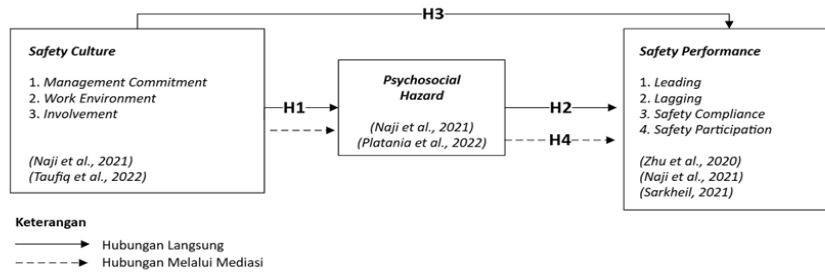 H3
Safety Culture
1. Management Commitment
2. Work Environment
3. Involvement
(Naji et al., 2021)
(Taufiq et al., 2022)
H1
Psychosocial
Hazard
(Naji et al., 2021)
(Platania et al., 2022)
H2
H4
Safety Performance
1. Leading
2. Lagging
3. Safety Compliance
4. Safety Participation
(Zhu et al., 2020)
(Naji et al., 2021)
(Sarkheil, 2021)
Keterangan
Hubungan Langsung
Hubungan Melalui Mediasi